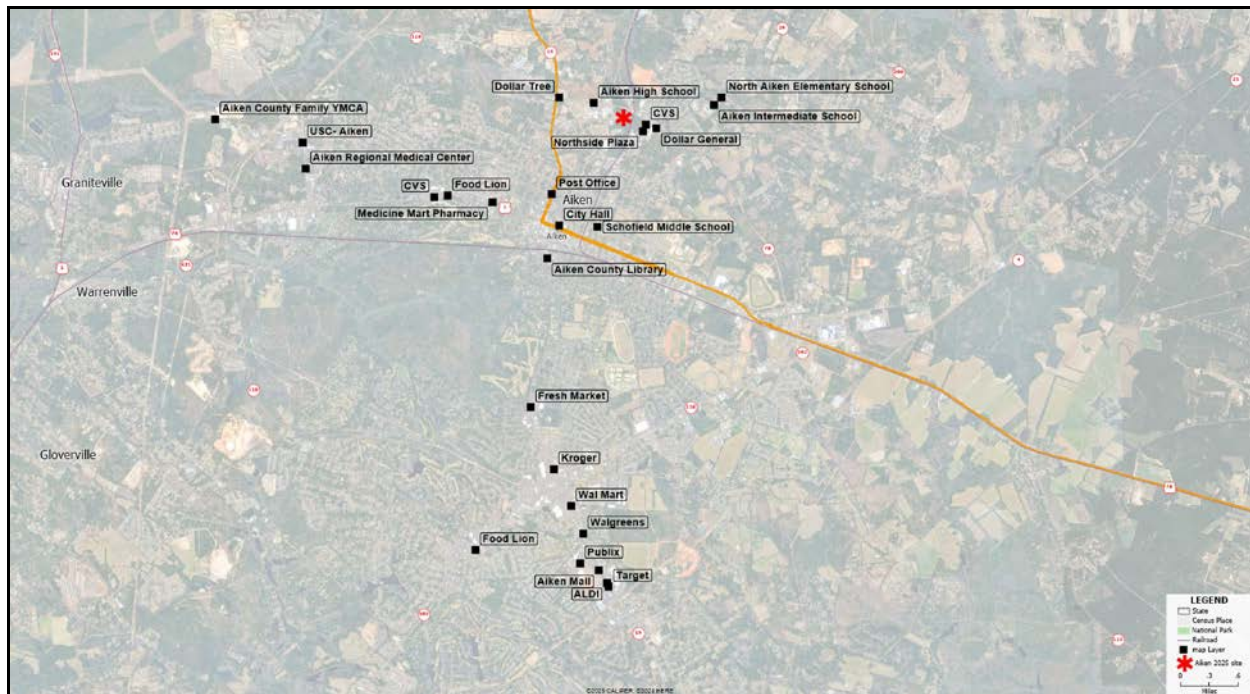 Dollar Tree
Aiken High School
North Aiken Elementary School
Aiken County Family YMCA
Aiken Intermediate School
CVS
USC- Aiken
Northside Plaza
Dollar General
Aiken Regional Medical Center
Graniteville
CVS
Food Lion
Post Office
Medicine Mart Pharmacy
Aiken
City Hall
Schofield Middle School
Aiken
Aiken County Library
Warrenville
Fresh Market
Gloverville
Kroger
Wal Mart
Walgreens
Food Lion
Publix
Aiken Mall
Target
ALDI
LEGEND
State
Census Place
National Park
Railroad
map Layer
Aiken 2025 site
0 .3 .6
Miles